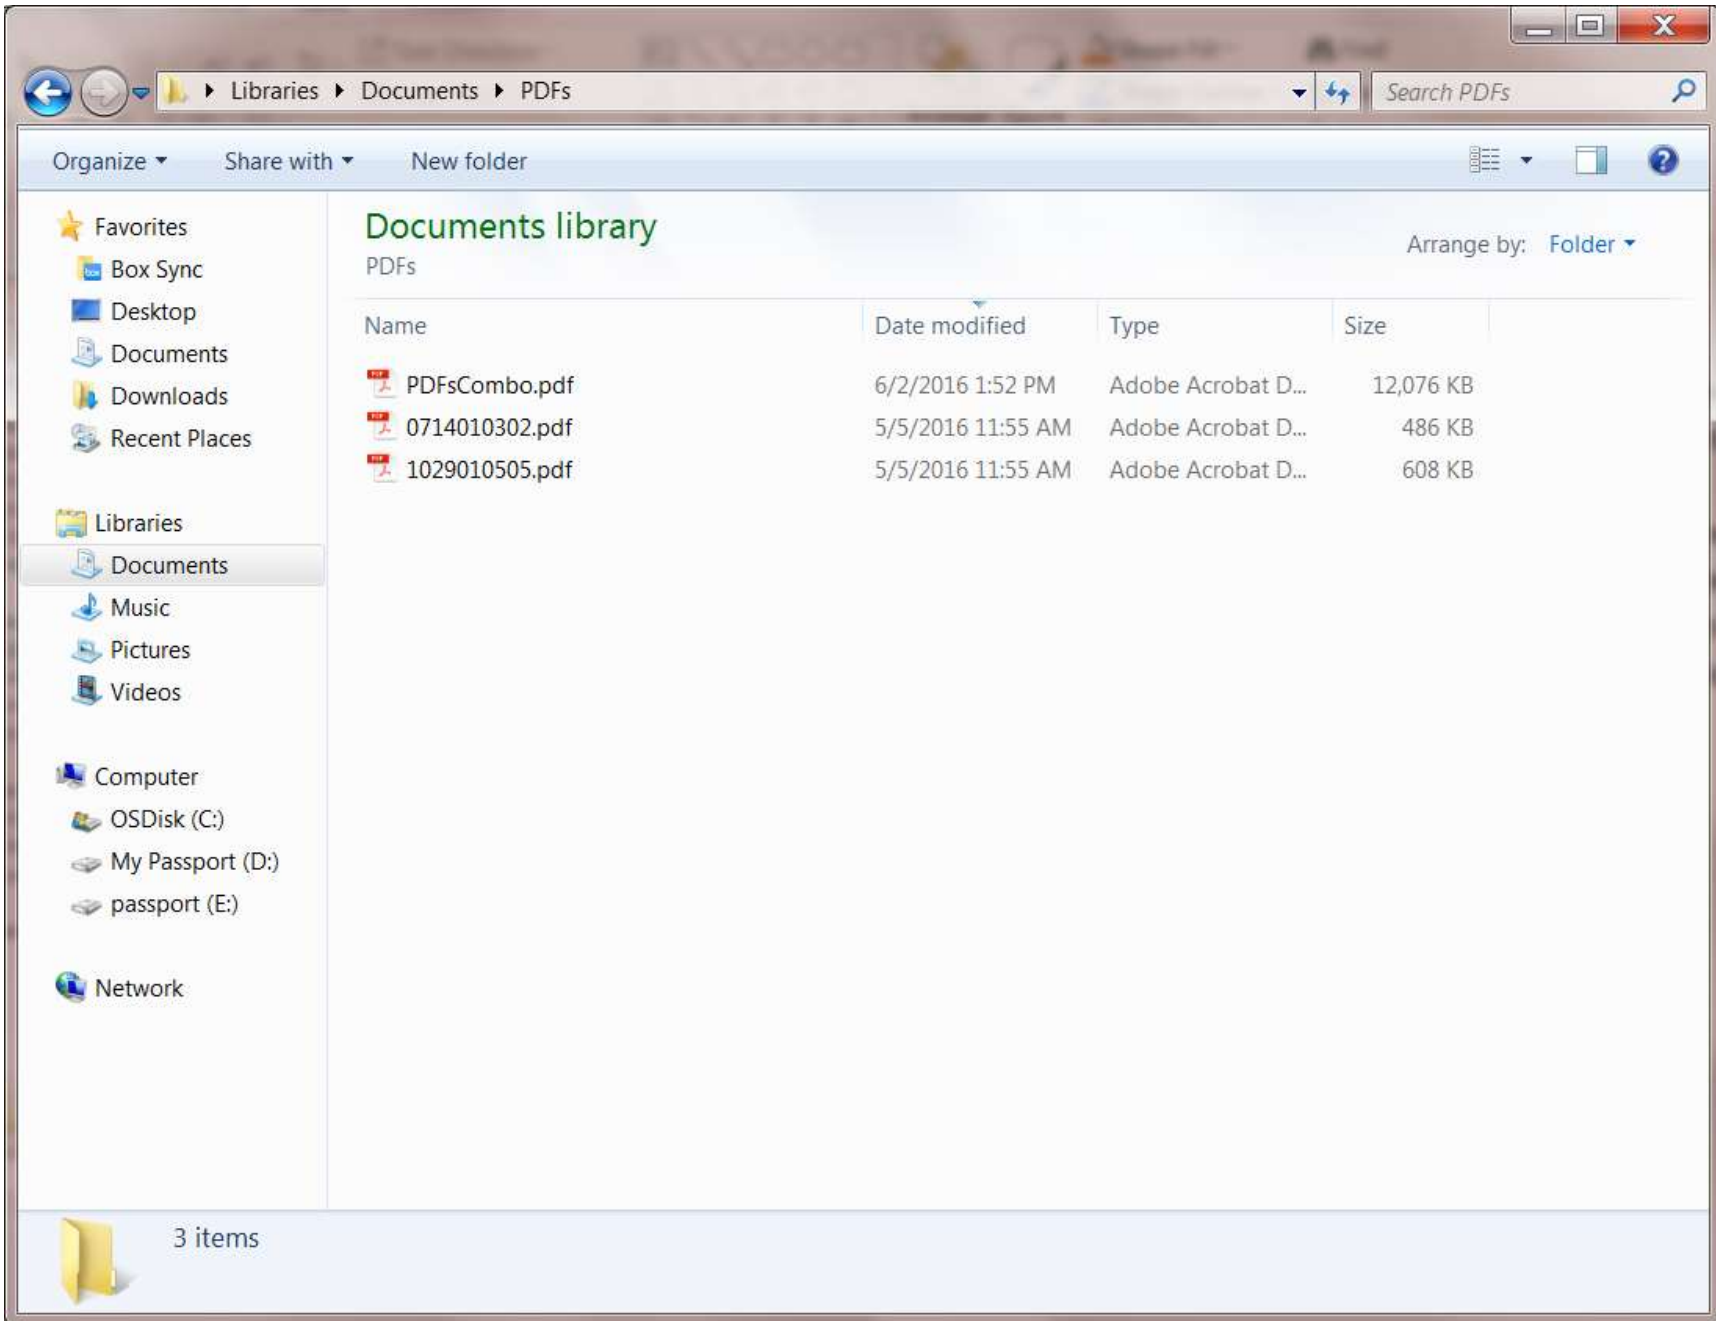 Libraries Documents PDFs Search PDFs
Organize Share with New folder
Favorites
Box Sync
Desktop
Documents
Downloads
Recent Places
Libraries
Documents
Music
Pictures
Videos
Computer
OSDisk (C:)
My Passport (D:)
passport (E:)
Network
Documents library
PDFs
Arrange by: Folder
Name Date modified Type Size
PDFsCombo.pdf 6/2/2016 1:52 PM Adobe Acrobat D... 12,076 KB
0714010302.pdf 5/5/2016 11:55 AM Adobe Acrobat D... 486 KB
1029010505.pdf 5/5/2016 11:55 AM Adobe Acrobat D... 608 KB
3 items